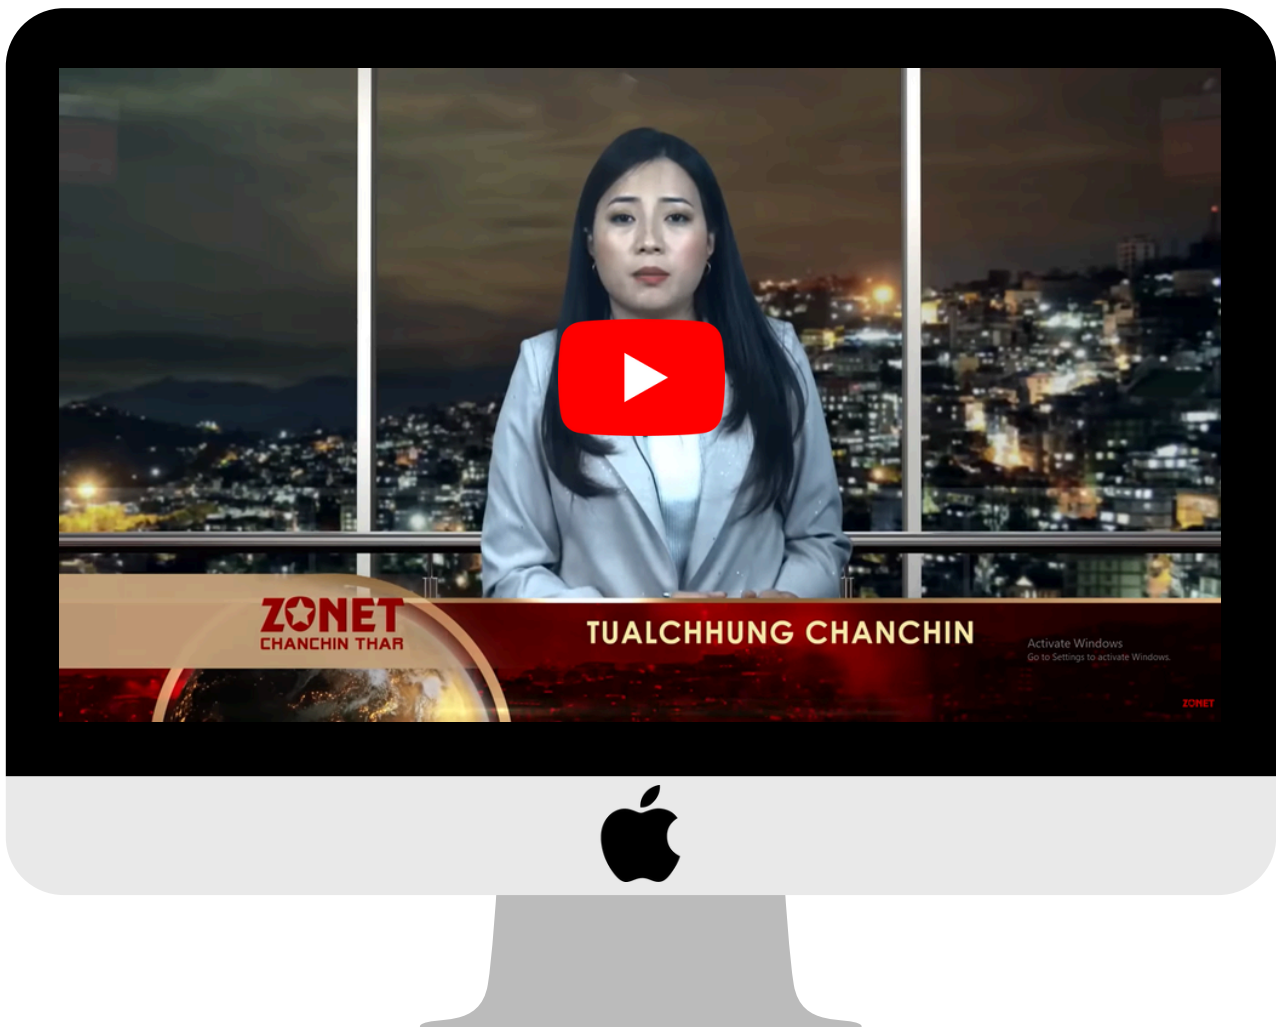 ZONET
CHANCHIN THAR
TUALCHHUNG CHANCHIN
Activate Windows
Go to Settings to activate Windows.
ZONET